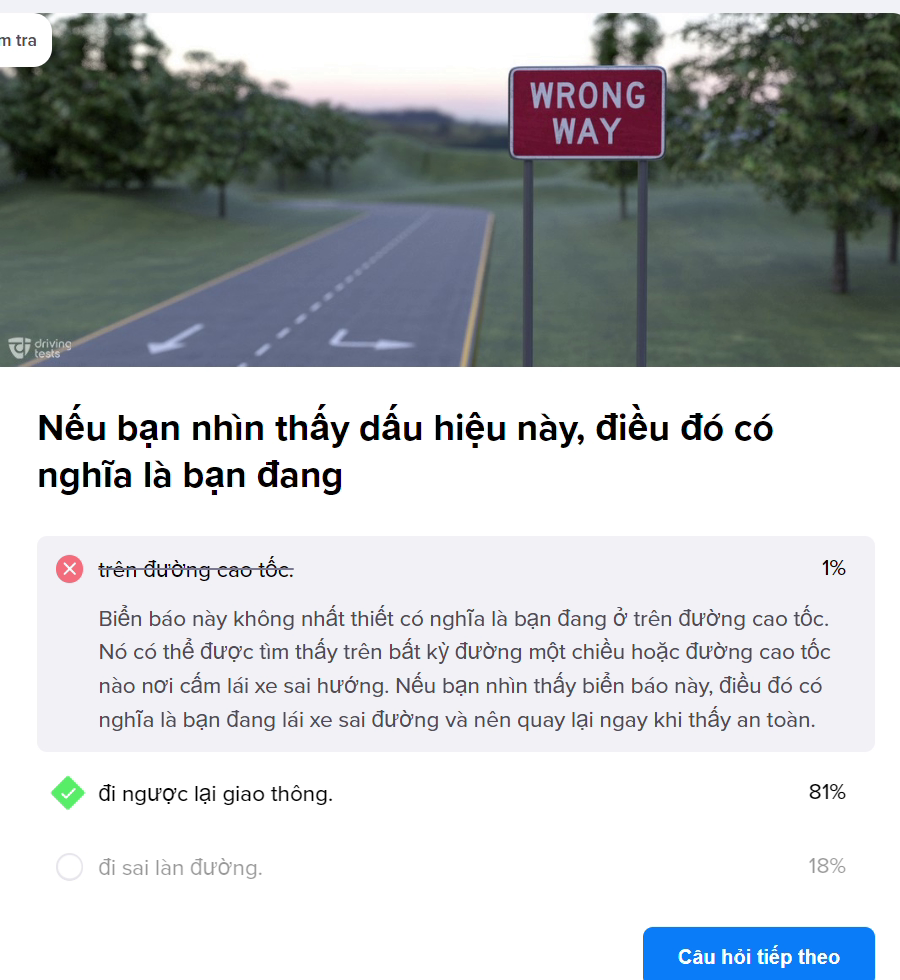 m tra
WRONG
WAY
driving
tests
Nếu bạn nhìn thấy dấu hiệu này, điều đó có
nghĩa là bạn đang
trên đường cao tốc.
1%
Biển báo này không nhất thiết có nghĩa là bạn đang ở trên đường cao tốc.
Nó có thể được tìm thấy trên bất kỳ đường một chiều hoặc đường cao tốc
nào nơi cấm lái xe sai hướng. Nếu bạn nhìn thấy biển báo này, điều đó có
nghĩa là bạn đang lái xe sai đường và nên quay lại ngay khi thấy an toàn.
đi ngược lại giao thông.
81%
đi sai làn đường.
18%
Câu hỏi tiếp theo